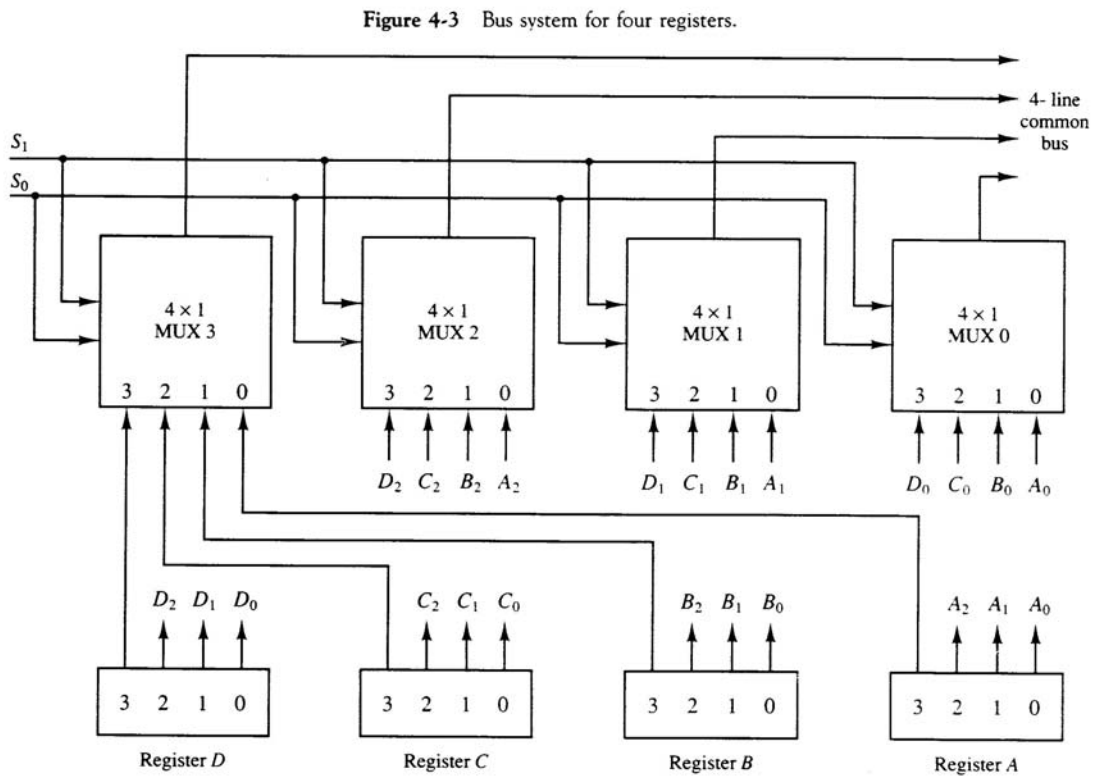 Figure 4-3 Bus system for four registers.
4- line
common
bus
S1
S0
4 × 1
MUX 3
3 2 1 0
4 × 1
MUX 2
3 2 1 0
4 × 1
MUX 1
3 2 1 0
4 × 1
MUX 0
3 2 1 0
D2 C2 B2 A2
D1 C1 B1 A1
D0 C0 B0 A0
D2 D1 D0
C2 C1 C0
B2 B1 B0
A2 A1 A0
3 2 1 0
3 2 1 0
3 2 1 0
3 2 1 0
Register D
Register C
Register B
Register A